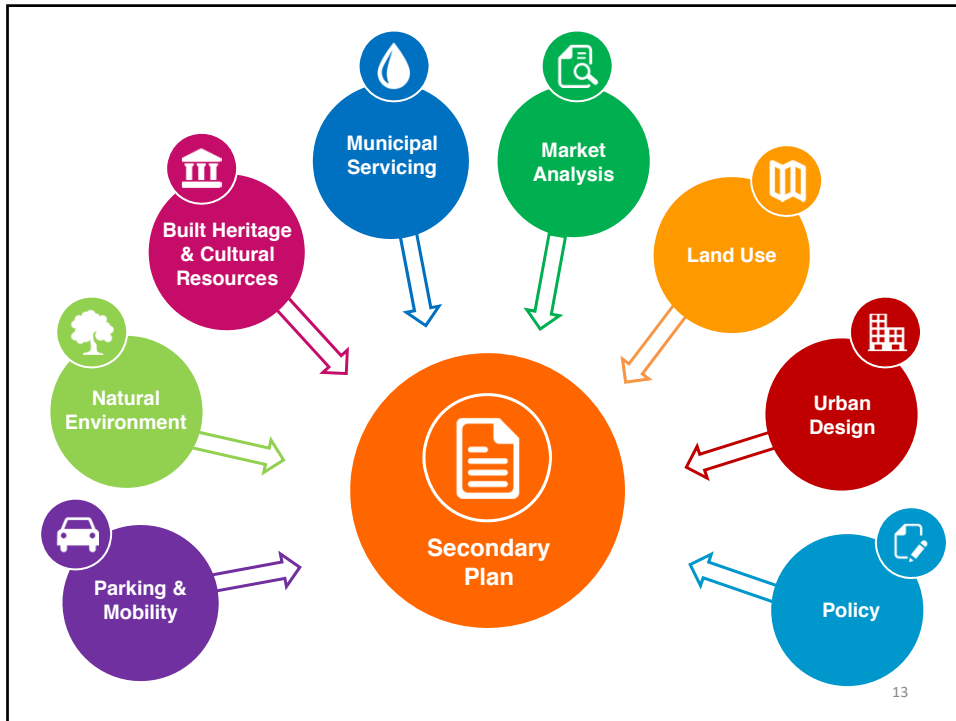 Municipal
Servicing
Market
Analysis
Built Heritage
& Cultural
Resources
Land Use
Natural
Environment
Urban
Design
Secondary
Plan
Parking &
Mobility
Policy
13